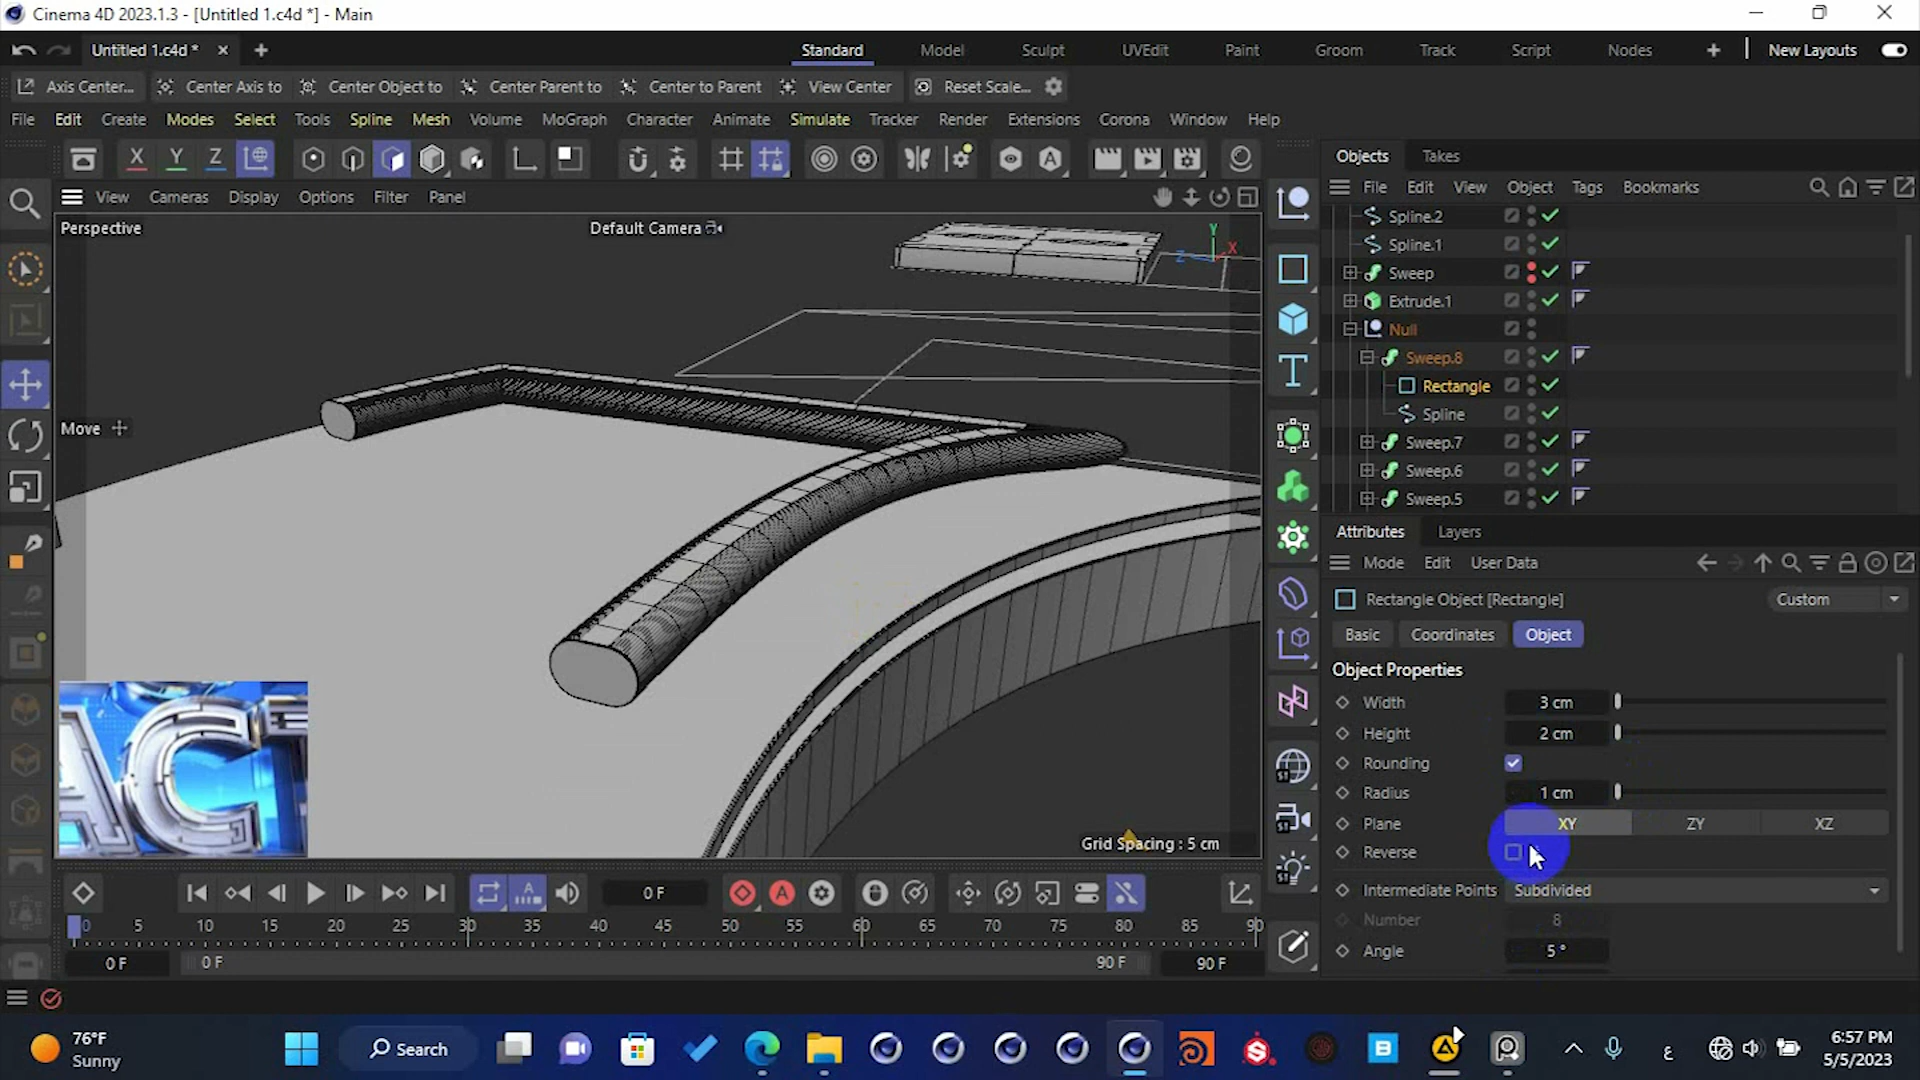 Cinema 4D 2023.1.3 - [Untitled 1.c4d *] - Main
Untitled 1.c4d *
Standard Model Sculpt UVEdit Paint Groom Track Script Nodes New Layouts
Axis Center... Center Axis to Center Object to Center Parent to Center to Parent View Center Reset Scale...
File Edit Create Modes Select Tools Spline Mesh Volume MoGraph Character Animate Simulate Tracker Render Extensions Corona Window Help
X Y Z
Objects Takes
File Edit View Object Tags Bookmarks
View Cameras Display Options Filter Panel
Perspective
Default Camera
Y
X
Z
Move
Grid Spacing : 5 cm
Spline.2
Spline.1
Sweep
Extrude.1
Null
Sweep.8
Rectangle
Spline
Sweep.7
Sweep.6
Sweep.5
Attributes Layers
Mode Edit User Data
Rectangle Object [Rectangle]
Custom
Basic Coordinates Object
Object Properties
Width 3 cm
Height 2 cm
Rounding
Radius 1 cm
Plane XY ZY XZ
Reverse
Intermediate Points Subdivided
Number 8
Angle 5 °
0 F
0 5 10 15 20 25 30 35 40 45 50 55 60 65 70 75 80 85 90
0 F 0 F 90 F 90 F
76°F
Sunny
Search
ع
6:57 PM
5/5/2023